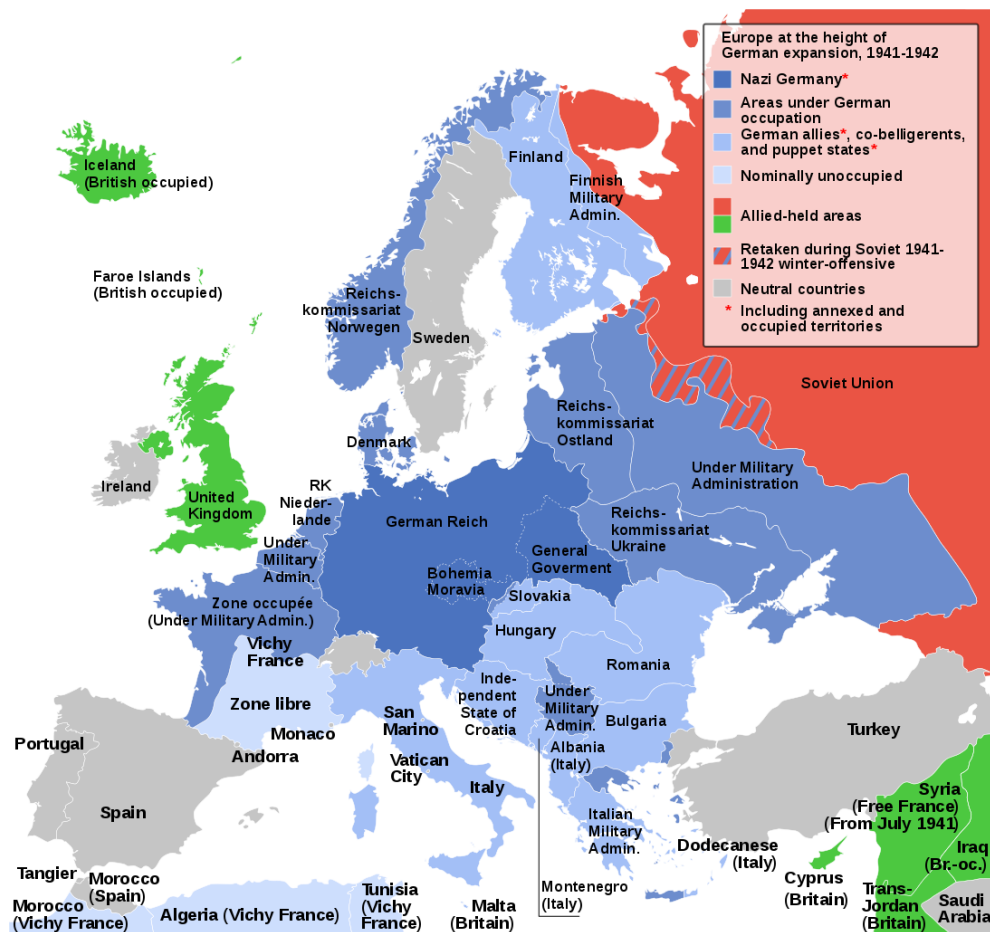 Europe at the height of
German expansion, 1941-1942
Nazi Germany*
Areas under German
occupation
German allies*, co-belligerents,
and puppet states*
Nominally unoccupied
Allied-held areas
Retaken during Soviet 1941-
1942 winter-offensive
Neutral countries
* Including annexed and
occupied territories
Iceland
(British occupied)
Finland
Finnish
Military
Admin.
Faroe Islands
(British occupied)
Reichs-
kommissariat
Norwegen
Sweden
Soviet Union
Reichs-
kommissariat
Ostland
Denmark
Under Military
Administration
Ireland
United
Kingdom
RK
Nieder-
lande
German Reich
Reichs-
kommissariat
Ukraine
Under
Military
Admin.
General
Goverment
Bohemia
Moravia
Slovakia
Zone occupée
(Under Military Admin.)
Hungary
Vichy
France
Romania
Inde-
pendent
State of
Croatia
Under
Military
Admin.
Zone libre
San
Marino
Bulgaria
Monaco
Turkey
Portugal
Andorra
Albania
(Italy)
Vatican
City
Italy
Spain
Syria
(Free France)
(From July 1941)
Italian
Military
Admin.
Dodecanese
(Italy)
Iraq
(Br.-oc.)
Tangier
Morocco
(Spain)
Cyprus
(Britain)
Tunisia
(Vichy
France)
Montenegro
(Italy)
Trans-
Jordan
(Britain)
Saudi
Arabia
Morocco
(Vichy France)
Algeria (Vichy France)
Malta
(Britain)